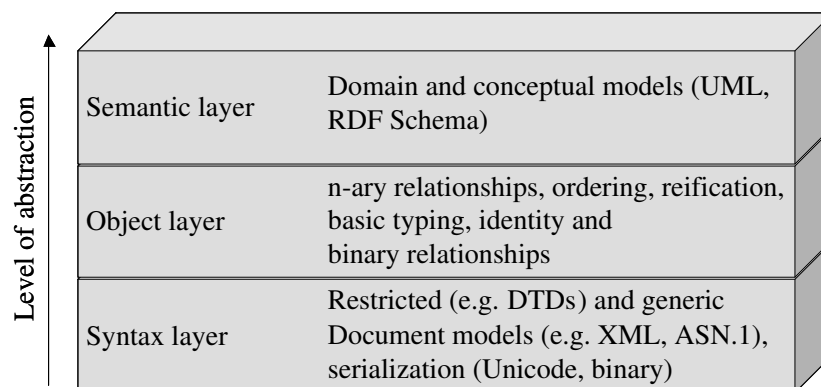 Level of abstraction
Semantic layer
Domain and conceptual models (UML,
RDF Schema)
Object layer
n-ary relationships, ordering, reification,
basic typing, identity and
binary relationships
Syntax layer
Restricted (e.g. DTDs) and generic
Document models (e.g. XML, ASN.1),
serialization (Unicode, binary)